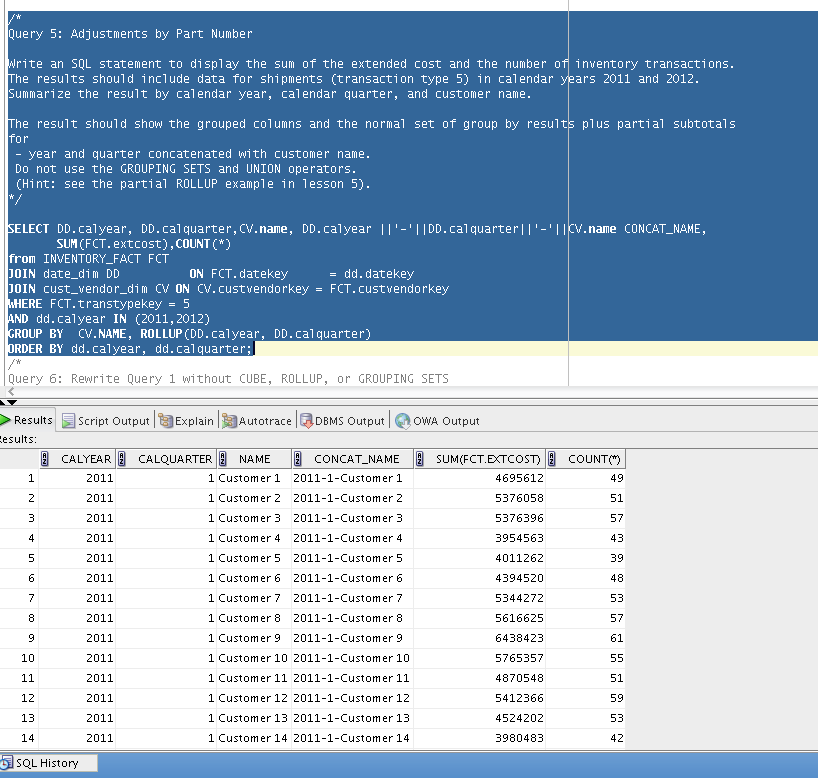 /*
Query 5: Adjustments by Part Number
Write an SQL statement to display the sum of the extended cost and the number of inventory transactions.
The results should include data for shipments (transaction type 5) in calendar years 2011 and 2012.
Summarize the result by calendar year, calendar quarter, and customer name.
The result should show the grouped columns and the normal set of group by results plus partial subtotals
for
- year and quarter concatenated with customer name.
Do not use the GROUPING SETS and UNION operators.
(Hint: see the partial ROLLUP example in lesson 5).
*/
SELECT DD.calyear, DD.calquarter,CV.name, DD.calyear ||'-'||DD.calquarter||'-'||CV.name CONCAT_NAME,
SUM(FCT.extcost),COUNT(*)
from INVENTORY_FACT FCT
JOIN date_dim DD ON FCT.datekey = dd.datekey
JOIN cust_vendor_dim CV ON CV.custvendorkey = FCT.custvendorkey
WHERE FCT.transtypekey = 5
AND dd.calyear IN (2011,2012)
GROUP BY CV.NAME, ROLLUP(DD.calyear, DD.calquarter)
ORDER BY dd.calyear, dd.calquarter;
/*
Query 6: Rewrite Query 1 without CUBE, ROLLUP, or GROUPING SETS
Results Script Output Explain Autotrace DBMS Output OWA Output
esults:
CALYEAR CALQUARTER NAME CONCAT_NAME SUM(FCT.EXTCOST) COUNT(*)
1 2011 1 Customer 1 2011-1-Customer 1 4695612 49
2 2011 1 Customer 2 2011-1-Customer 2 5376058 51
3 2011 1 Customer 3 2011-1-Customer 3 5376396 57
4 2011 1 Customer 4 2011-1-Customer 4 3954563 43
5 2011 1 Customer 5 2011-1-Customer 5 4011262 39
6 2011 1 Customer 6 2011-1-Customer 6 4394520 48
7 2011 1 Customer 7 2011-1-Customer 7 5344272 53
8 2011 1 Customer 8 2011-1-Customer 8 5616625 57
9 2011 1 Customer 9 2011-1-Customer 9 6438423 61
10 2011 1 Customer 10 2011-1-Customer 10 5765357 55
11 2011 1 Customer 11 2011-1-Customer 11 4870548 51
12 2011 1 Customer 12 2011-1-Customer 12 5412366 59
13 2011 1 Customer 13 2011-1-Customer 13 4524202 53
14 2011 1 Customer 14 2011-1-Customer 14 3980483 42
SQL History